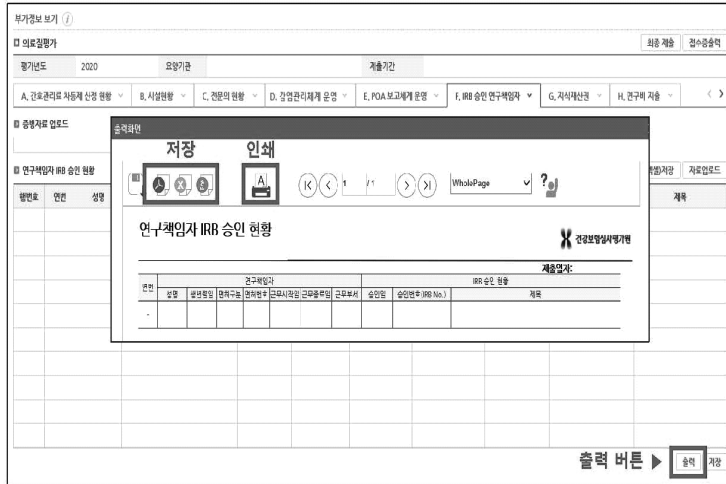 부가정보 보기 i
의료질평가 최종 제출 접수증출력
평가년도 2020 요양기관 제출기간
A. 간호관리료 차등제 신청 현황 B. 시설현황 C. 전문의 현황 D. 감염관리체계 운영 E. POA 보고체계 운영 F. IRB 승인 연구책임자 G. 지식재산권 H. 연구비 지출
증빙자료 업로드
출력화면
저장 인쇄
연구책임자 IRB 승인 현황 저장 자료업로드
1 / 1 WholePage ?
행번호 연번 성명 제목
연구책임자 IRB 승인 현황
건강보험심사평가원
제출일자:
연번 연구책임자 IRB 승인 현황
성명 생년월일 면허구분 면허번호 근무시작일 근무종료일 근무부서 승인일 승인번호(IRB No.) 제목
-
출력 버튼 ▶ 출력 저장